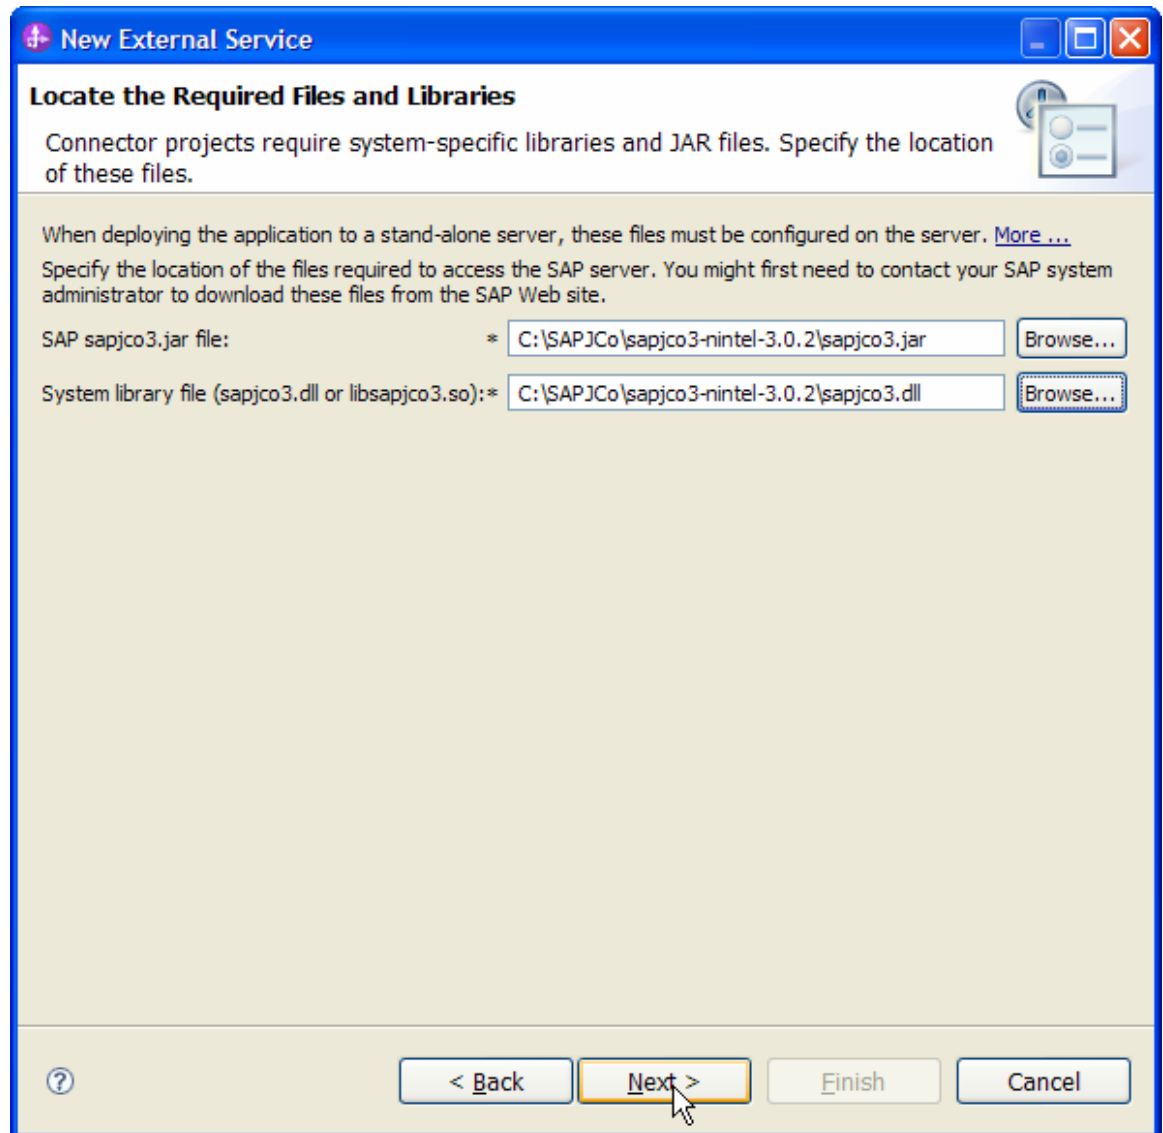 New External Service
Locate the Required Files and Libraries
Connector projects require system-specific libraries and JAR files. Specify the location
of these files.
When deploying the application to a stand-alone server, these files must be configured on the server. More ...
Specify the location of the files required to access the SAP server. You might first need to contact your SAP system
administrator to download these files from the SAP Web site.
SAP sapjco3.jar file: * C:\SAPJCo\sapjco3-nintel-3.0.2\sapjco3.jar Browse...
System library file (sapjco3.dll or libsapjco3.so):* C:\SAPJCo\sapjco3-nintel-3.0.2\sapjco3.dll Browse...
? < Back Next > Finish Cancel